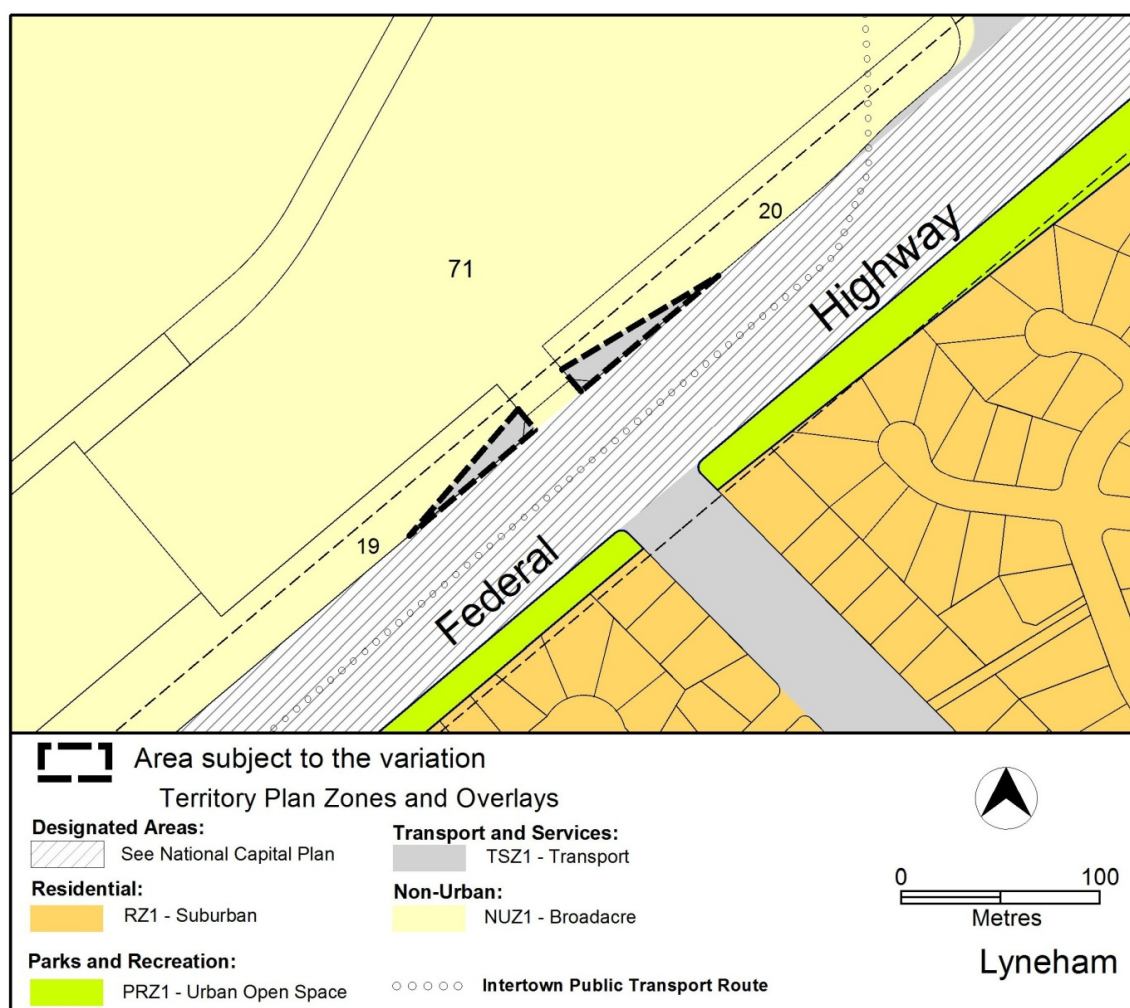 20
71
Highway
19
Federal
Area subject to the variation
Territory Plan Zones and Overlays
Designated Areas:
See National Capital Plan
Residential:
RZ1 - Suburban
Parks and Recreation:
PRZ1 - Urban Open Space
Transport and Services:
TSZ1 - Transport
Non-Urban:
NUZ1 - Broadacre
Intertown Public Transport Route
0 100
Metres
Lyneham